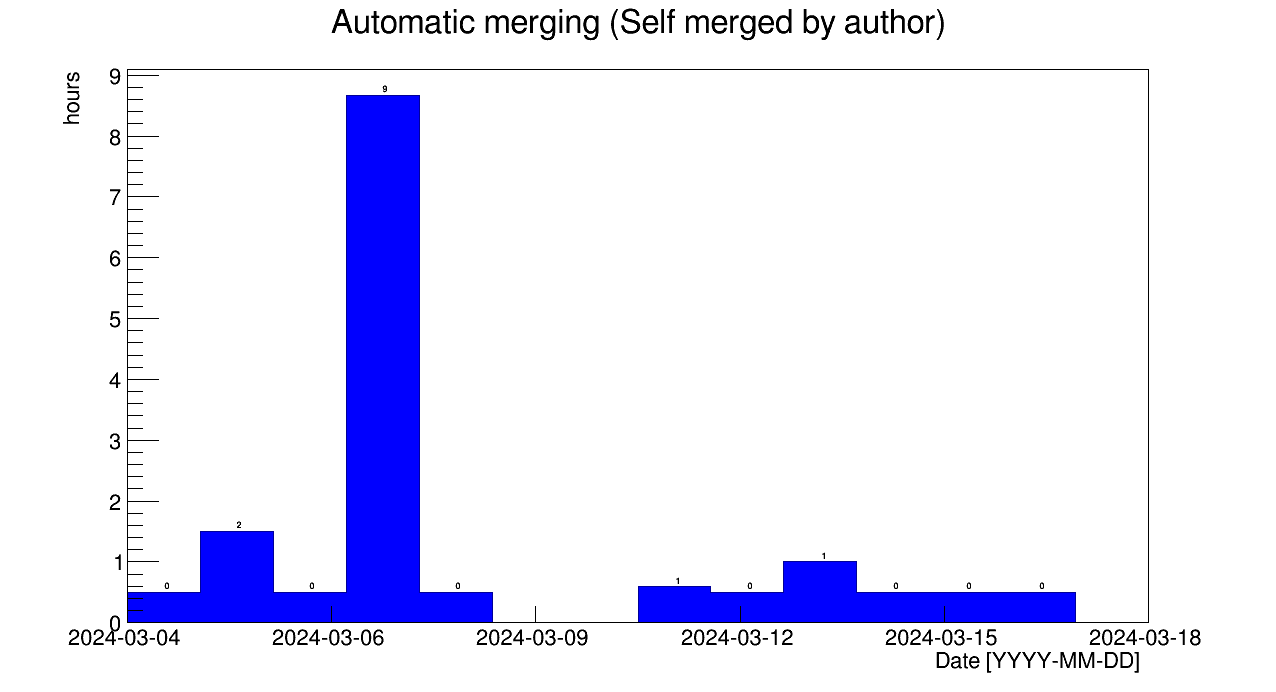 Automatic merging (Self merged by author)
hours
9
8
7
6
5
4
3
2
1
0
0 2 0 9 0 1 0 1 0 0 0
2024-03-04 2024-03-06 2024-03-09 2024-03-12 2024-03-15 2024-03-18
Date [YYYY-MM-DD]